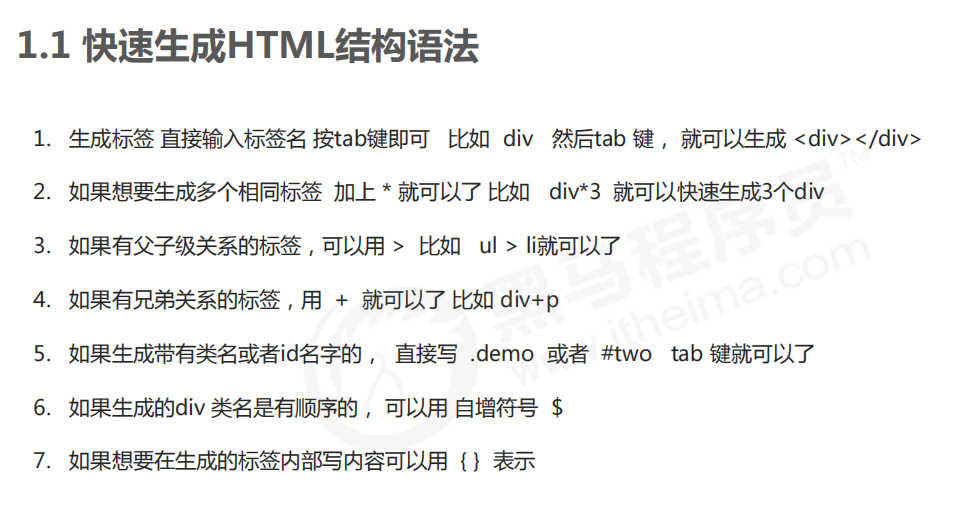 1.1 快速生成HTML结构语法
1. 生成标签 直接输入标签名 按tab键即可 比如 div 然后tab 键， 就可以生成 <div></div>
2. 如果想要生成多个相同标签 加上 * 就可以了 比如 div*3 就可以快速生成3个div
3. 如果有父子级关系的标签，可以用 > 比如 ul > li就可以了
4. 如果有兄弟关系的标签，用 + 就可以了 比如 div+p
5. 如果生成带有类名或者id名字的， 直接写 .demo 或者 #two tab 键就可以了
6. 如果生成的div 类名是有顺序的， 可以用 自增符号 $
7. 如果想要在生成的标签内部写内容可以用 { } 表示
黑马程序员™
www.itheima.com